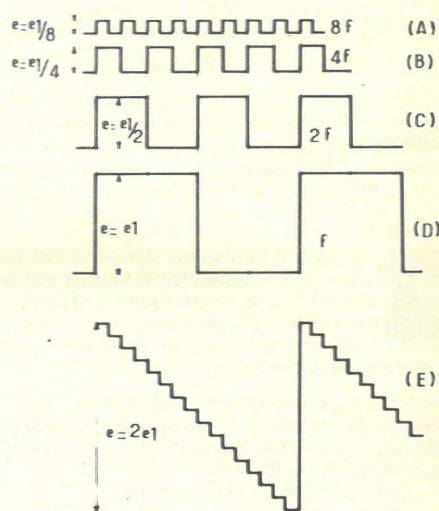 e=e1/8 8f (A)
e=e1/4 4f (B)
e=e1/2 2f (C)
e=e1 f (D)
(E)
e=2e1